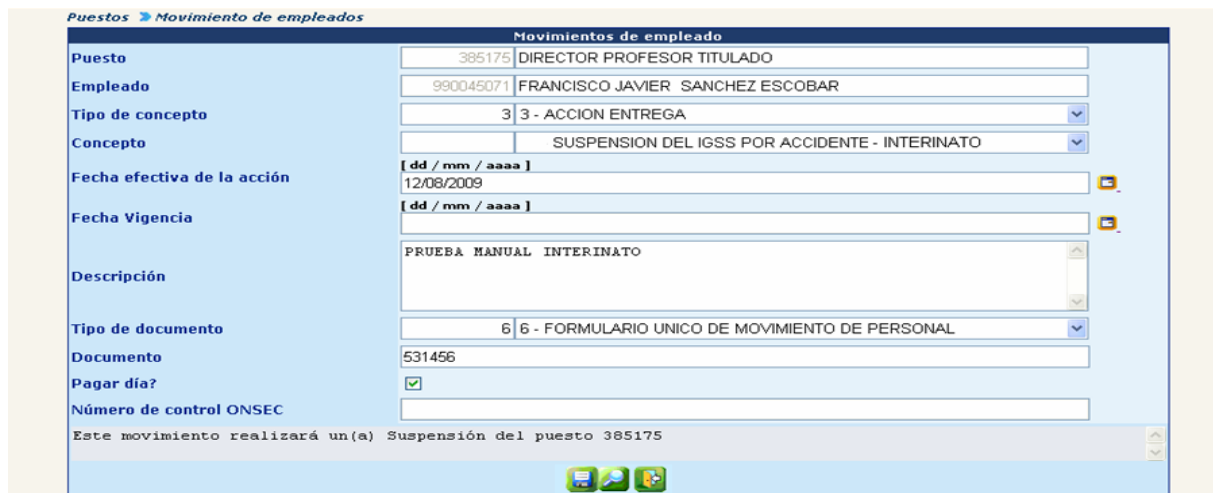 Puestos Movimiento de empleados
Movimientos de empleado
Puesto 385175 DIRECTOR PROFESOR TITULADO
Empleado 990045071 FRANCISCO JAVIER SANCHEZ ESCOBAR
Tipo de concepto 3 3 - ACCION ENTREGA
Concepto SUSPENSION DEL IGSS POR ACCIDENTE - INTERINATO
[ dd / mm / aaaa ]
Fecha efectiva de la acción 12/08/2009
[ dd / mm / aaaa ]
Fecha Vigencia
PRUEBA MANUAL INTERINATO
Descripción
Tipo de documento 6 6 - FORMULARIO UNICO DE MOVIMIENTO DE PERSONAL
Documento 531456
Pagar día?
Número de control ONSEC
Este movimiento realizará un(a) Suspensión del puesto 385175